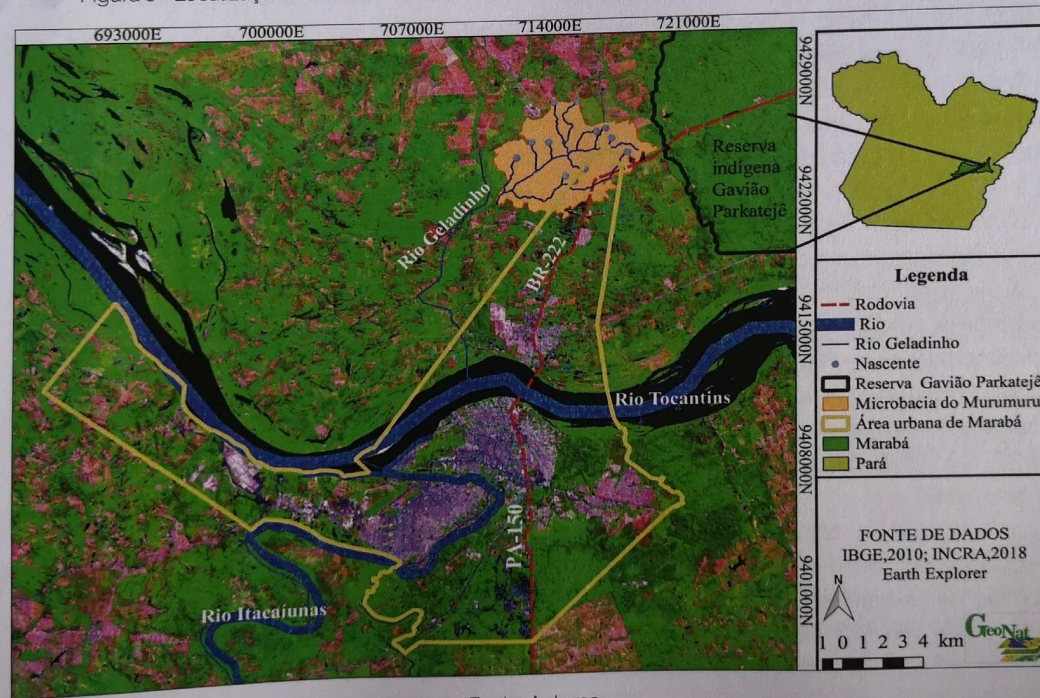 693000E
700000E
707000E
714000E
721000E
9429000N
9422000N
9415000N
9408000N
9401000N
Reserva
indígena
Gavião
Parkatejê
Rio Geladinho
BR-222
Rio Tocantins
PA-150
Rio Itacaíunas
Legenda
Rodovia
Rio
Rio Geladinho
Nascente
Reserva Gavião Parkatejê
Microbacia do Murumuru
Área urbana de Marabá
Marabá
Pará
FONTE DE DADOS
IBGE,2010; INCRA,2018
Earth Explorer
N
1 0 1 2 3 4 km
GeoNat